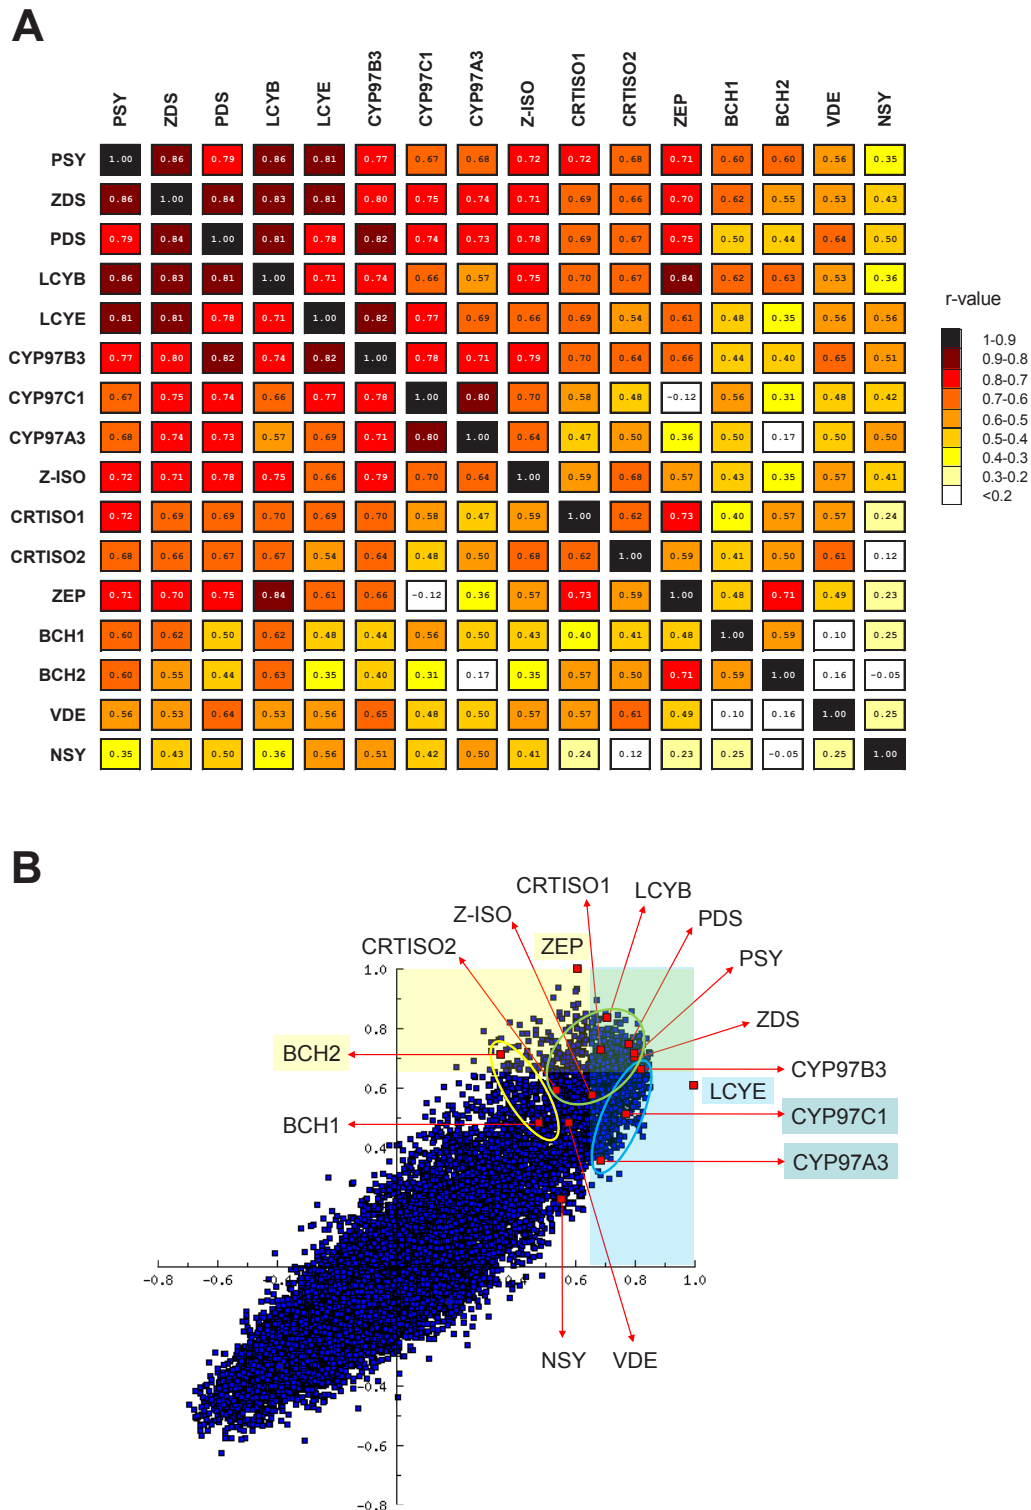 A
PSY ZDS PDS LCYB LCYE CYP97B3 CYP97C1 CYP97A3 Z-ISO CRTISO1 CRTISO2 ZEP BCH1 BCH2 VDE NSY
PSY 1.00 0.86 0.79 0.86 0.81 0.77 0.67 0.68 0.72 0.72 0.68 0.71 0.60 0.60 0.56 0.35
ZDS 0.86 1.00 0.84 0.83 0.81 0.80 0.75 0.74 0.71 0.69 0.66 0.70 0.62 0.55 0.53 0.43
PDS 0.79 0.84 1.00 0.81 0.78 0.82 0.74 0.73 0.78 0.69 0.67 0.75 0.50 0.44 0.64 0.50
LCYB 0.86 0.83 0.81 1.00 0.71 0.74 0.66 0.57 0.75 0.70 0.67 0.84 0.62 0.63 0.53 0.36
LCYE 0.81 0.81 0.78 0.71 1.00 0.82 0.77 0.69 0.66 0.69 0.54 0.61 0.48 0.35 0.56 0.56
CYP97B3 0.77 0.80 0.82 0.74 0.82 1.00 0.78 0.71 0.79 0.70 0.64 0.66 0.44 0.40 0.65 0.51
CYP97C1 0.67 0.75 0.74 0.66 0.77 0.78 1.00 0.80 0.70 0.58 0.48 -0.12 0.56 0.31 0.48 0.42
CYP97A3 0.68 0.74 0.73 0.57 0.69 0.71 0.80 1.00 0.64 0.47 0.50 0.36 0.50 0.17 0.50 0.50
Z-ISO 0.72 0.71 0.78 0.75 0.66 0.79 0.70 0.64 1.00 0.59 0.68 0.57 0.43 0.35 0.57 0.41
CRTISO1 0.72 0.69 0.69 0.70 0.69 0.70 0.58 0.47 0.59 1.00 0.62 0.73 0.40 0.57 0.57 0.24
CRTISO2 0.68 0.66 0.67 0.67 0.54 0.64 0.48 0.50 0.68 0.62 1.00 0.59 0.41 0.50 0.61 0.12
ZEP 0.71 0.70 0.75 0.84 0.61 0.66 -0.12 0.36 0.57 0.73 0.59 1.00 0.48 0.71 0.49 0.23
BCH1 0.60 0.62 0.50 0.62 0.48 0.44 0.56 0.50 0.43 0.40 0.41 0.48 1.00 0.59 0.10 0.25
BCH2 0.60 0.55 0.44 0.63 0.35 0.40 0.31 0.17 0.35 0.57 0.50 0.71 0.59 1.00 0.16 -0.05
VDE 0.56 0.53 0.64 0.53 0.56 0.65 0.48 0.50 0.57 0.57 0.61 0.49 0.10 0.16 1.00 0.25
NSY 0.35 0.43 0.50 0.36 0.56 0.51 0.42 0.50 0.41 0.24 0.12 0.23 0.25 -0.05 0.25 1.00
r-value
1-0.9
0.9-0.8
0.8-0.7
0.7-0.6
0.6-0.5
0.5-0.4
0.4-0.3
0.3-0.2
<0.2
B
CRTISO1
LCYB
Z-ISO
PDS
CRTISO2
ZEP
PSY
1.0
ZDS
0.8
BCH2
CYP97B3
0.6
LCYE
BCH1
CYP97C1
0.4
CYP97A3
-0.8 -0.6 0.4 0.6 0.8 1.0
NSY VDE
-0.4
-0.6
-0.8